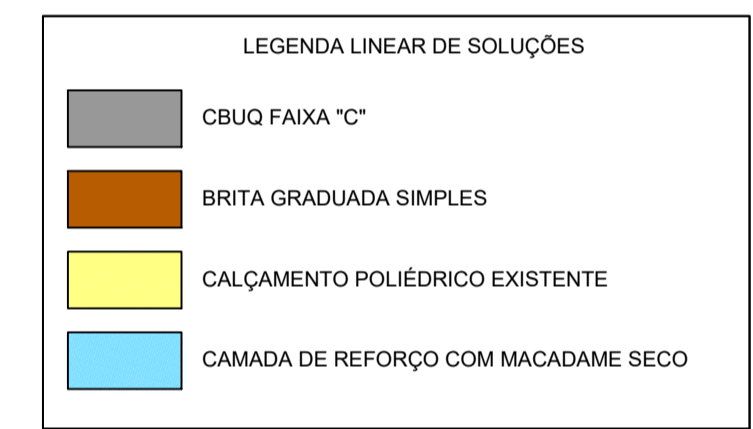 LEGENDA LINEAR DE SOLUÇÕES
CBUQ FAIXA "C"
BRITA GRADUADA SIMPLES
CALÇAMENTO POLIÉDRICO EXISTENTE
CAMADA DE REFORÇO COM MACADAME SECO